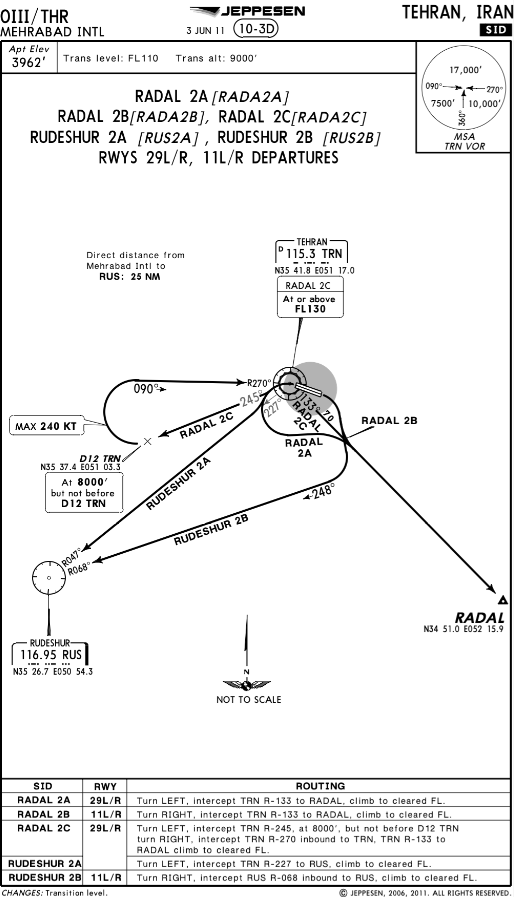 OIII/THR
MEHRABAD INTL
JEPPESEN
3 JUN 11 10-3D
TEHRAN, IRAN
SID
Apt Elev
3962'
Trans level: FL110 Trans alt: 9000'
RADAL 2A [RADA2A]
RADAL 2B [RADA2B], RADAL 2C [RADA2C]
RUDESHUR 2A [RUS2A], RUDESHUR 2B [RUS2B]
RWYS 29L/R, 11L/R DEPARTURES
17,000'
090° 270°
7500' 10,000'
360°
MSA
TRN VOR
Direct distance from
Mehrabad Intl to
RUS: 25 NM
TEHRAN
D 115.3 TRN
N35 41.8 E051 17.0
RADAL 2C
At or above
FL130
090°
R270°
245°
227°
133°
70
RADAL 2C
RADAL
2C
RADAL
2A
RADAL 2B
MAX 240 KT
D12 TRN
N35 37.4 E051 03.3
At 8000'
but not before
D12 TRN
RUDESHUR 2A
RUDESHUR 2B
248°
R047°
R068°
RUDESHUR
116.95 RUS
N35 26.7 E050 54.3
RADAL
N34 51.0 E052 15.9
N
NOT TO SCALE
SID RWY ROUTING
RADAL 2A 29L/R Turn LEFT, intercept TRN R-133 to RADAL, climb to cleared FL.
RADAL 2B 11L/R Turn RIGHT, intercept TRN R-133 to RADAL, climb to cleared FL.
RADAL 2C 29L/R Turn LEFT, intercept TRN R-245, at 8000', but not before D12 TRN
turn RIGHT, intercept TRN R-270 inbound to TRN, TRN R-133 to
RADAL climb to cleared FL.
RUDESHUR 2A Turn LEFT, intercept TRN R-227 to RUS, climb to cleared FL.
RUDESHUR 2B 11L/R Turn RIGHT, intercept RUS R-068 inbound to RUS, climb to cleared FL.
CHANGES: Transition level.
© JEPPESEN, 2006, 2011. ALL RIGHTS RESERVED.